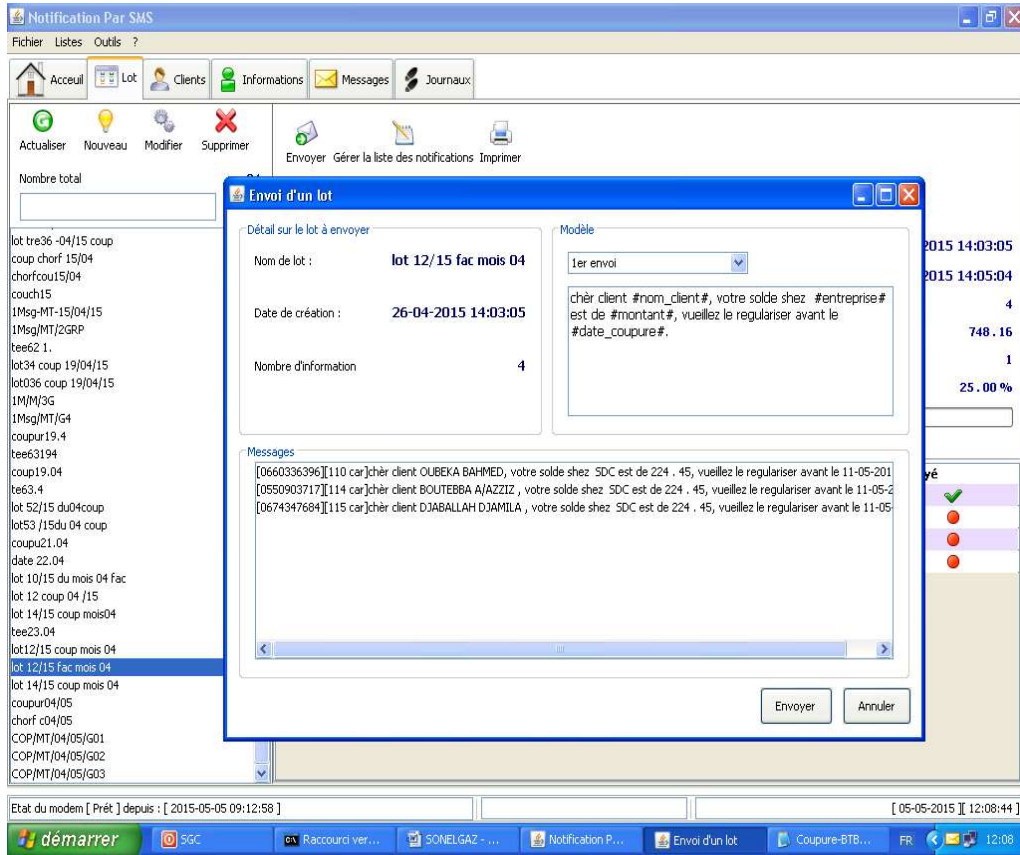 Notification Par SMS
Fichier Listes Outils ?
Acceuil Lot Clients Informations Messages Journaux
Actualiser Nouveau Modifier Supprimer
Envoyer Gérer la liste des notifications Imprimer
Nombre total
lot tre36 -04/15 coup
coup chorf 15/04
chorfcou15/04
couch15
1Msg-MT-15/04/15
1Msg/MT/2GRP
tee62 1.
lot34 coup 19/04/15
lot036 coup 19/04/15
1M/M/3G
1Msg/MT/G4
coupur19.4
tee63194
coup19.04
te63.4
lot 52/15 du04coup
lot53 /15du 04 coup
coupu21.04
date 22.04
lot 10/15 du mois 04 fac
lot 12 coup 04 /15
lot 14/15 coup mois04
tee23.04
lot12/15 coup mois 04
lot 12/15 fac mois 04
lot 14/15 coup mois 04
coupur04/05
chorf c04/05
COP/MT/04/05/G01
COP/MT/04/05/G02
COP/MT/04/05/G03
Envoi d'un lot
Détail sur le lot à envoyer
Nom de lot : lot 12/15 fac mois 04
Date de création : 26-04-2015 14:03:05
Nombre d'information 4
Modèle
1er envoi
chèr client #nom_client#, votre solde shez #entreprise#
est de #montant#, vueillez le regulariser avant le
#date_coupure#.
Messages
[0660336396][110 car]chèr client OUBEKA BAHMED, votre solde shez SDC est de 224 . 45, vueillez le regulariser avant le 11-05-201
[0550903717][114 car]chèr client BOUTEBBA A/AZZIZ , votre solde shez SDC est de 224 . 45, vueillez le regulariser avant le 11-05-2
[0674347684][115 car]chèr client DJABALLAH DJAMILA , votre solde shez SDC est de 224 . 45, vueillez le regulariser avant le 11-05-
Envoyer Annuler
2015 14:03:05
2015 14:05:04
4
748.16
1
25.00 %
yé
Etat du modem [ Prét ] depuis : [ 2015-05-05 09:12:58 ]
[ 05-05-2015 ][ 12:08:44 ]
démarrer SGC Raccourci ver... SONELGAZ - ... Notification P... Envoi d'un lot Coupure-BTB... FR 12:08